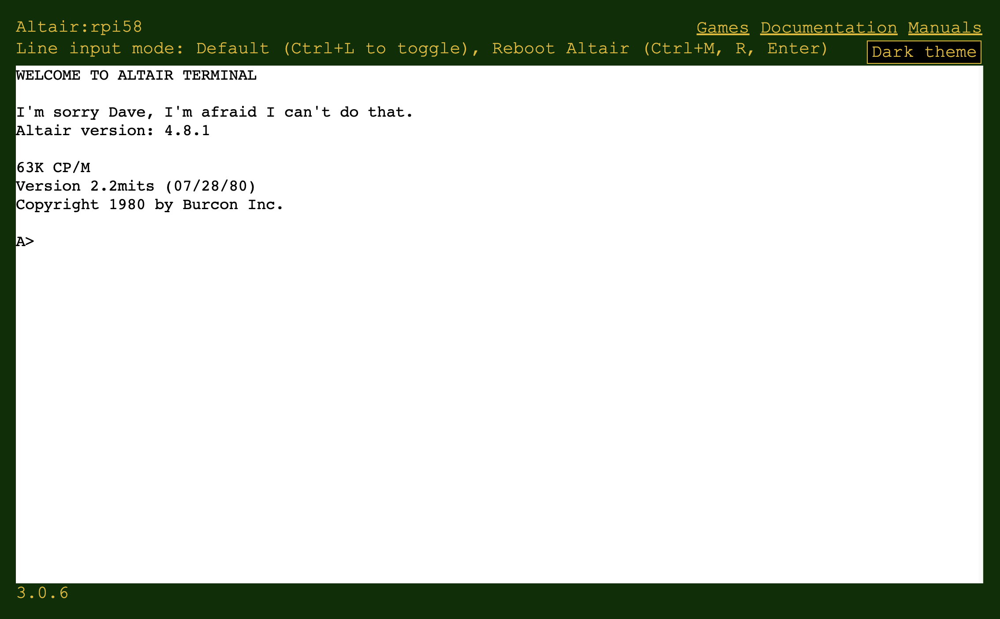 Altair:rpi58
Games Documentation Manuals
Line input mode: Default (Ctrl+L to toggle), Reboot Altair (Ctrl+M, R, Enter)
Dark theme
WELCOME TO ALTAIR TERMINAL
I'm sorry Dave, I'm afraid I can't do that.
Altair version: 4.8.1
63K CP/M
Version 2.2mits (07/28/80)
Copyright 1980 by Burcon Inc.
A>
3.0.6